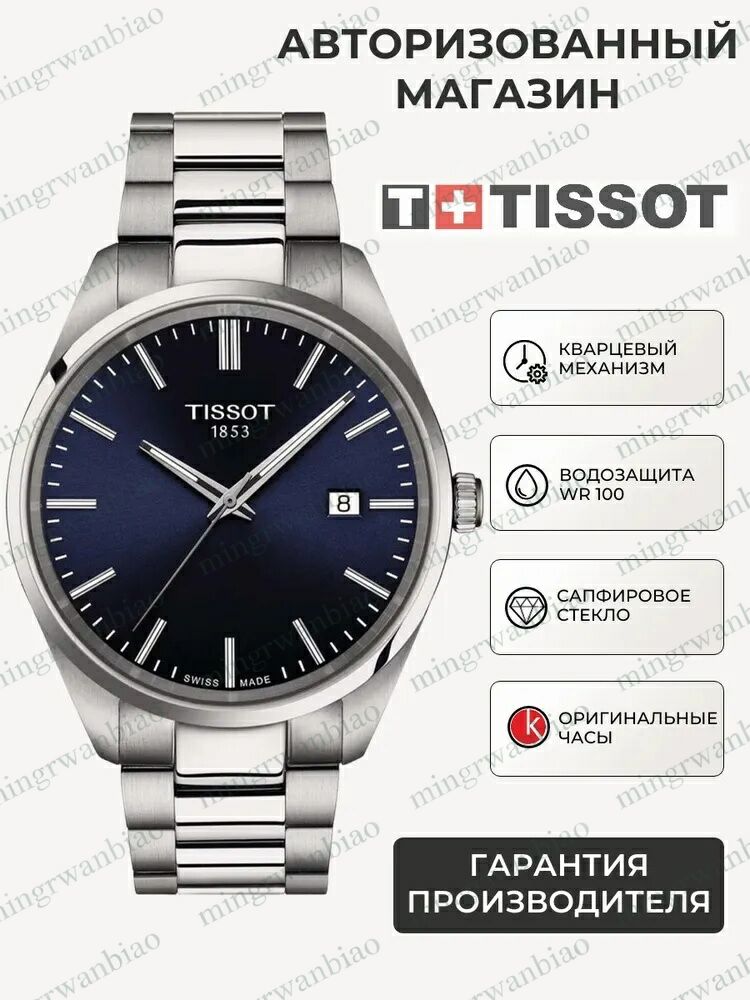 АВТОРИЗОВАННЫЙ
МАГАЗИН
T+TISSOT
КВАРЦЕВЫЙ
МЕХАНИЗМ
TISSOT
1853
8
ВОДОЗАЩИТА
WR 100
САПФИРОВОЕ
СТЕКЛО
SWISS MADE
k
ОРИГИНАЛЬНЫЕ
ЧАСЫ
ГАРАНТИЯ
ПРОИЗВОДИТЕЛЯ
mingrwanbiao